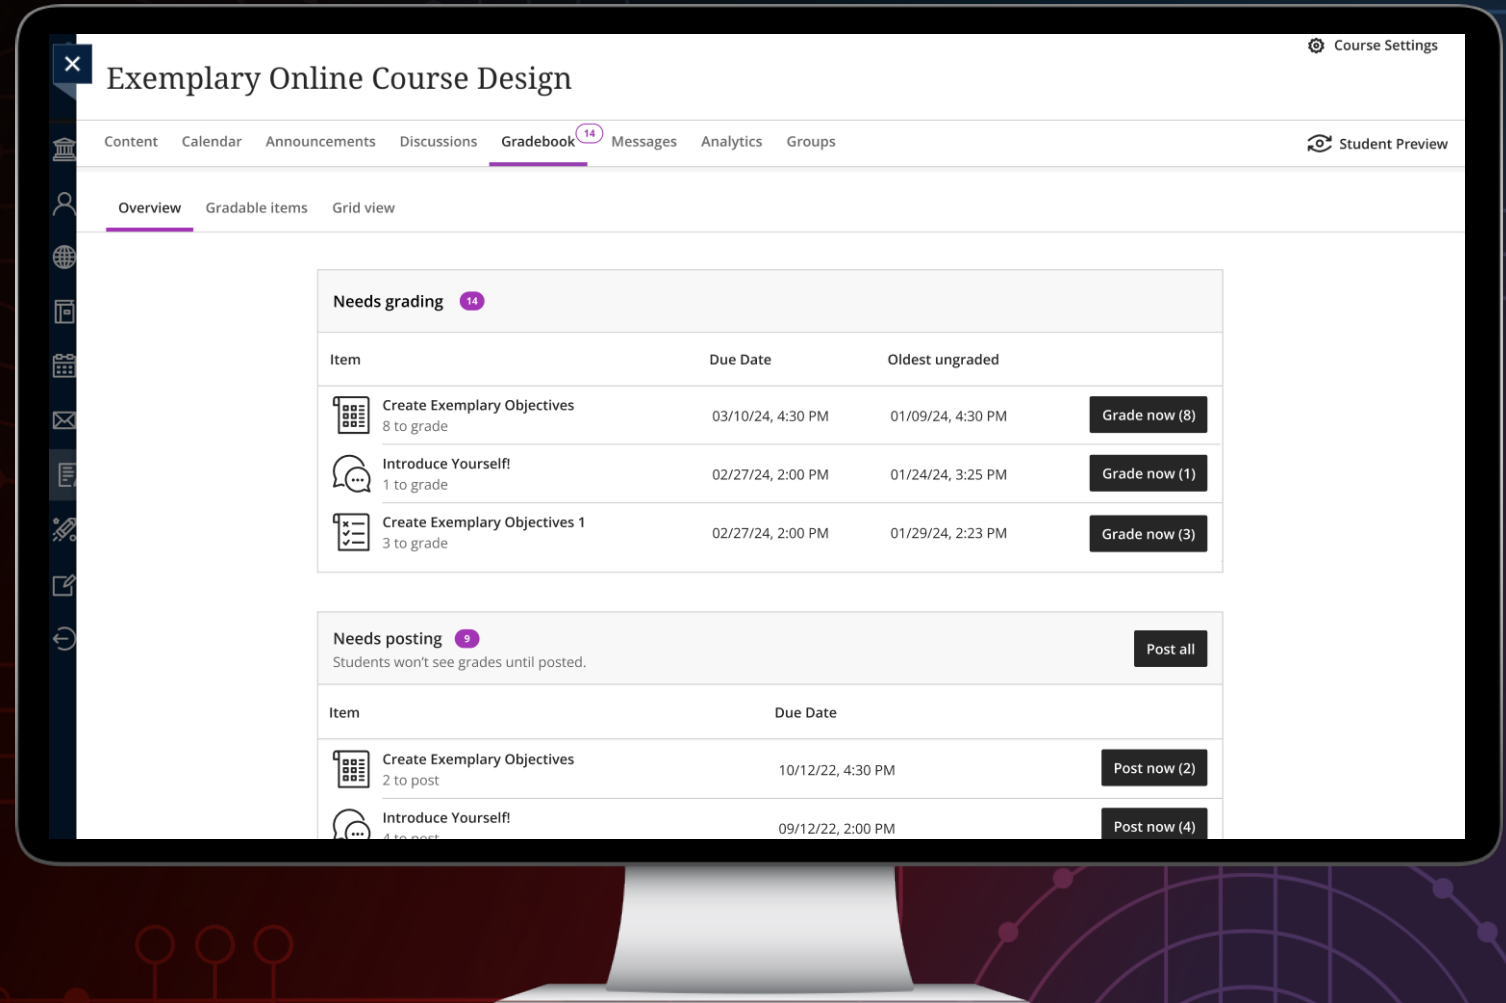 Course Settings
Exemplary Online Course Design
Content Calendar Announcements Discussions Gradebook 14 Messages Analytics Groups
Student Preview
Overview Gradable items Grid view
Needs grading 14
Item Due Date Oldest ungraded
Create Exemplary Objectives
8 to grade
03/10/24, 4:30 PM 01/09/24, 4:30 PM Grade now (8)
Introduce Yourself!
1 to grade
02/27/24, 2:00 PM 01/24/24, 3:25 PM Grade now (1)
Create Exemplary Objectives 1
3 to grade
02/27/24, 2:00 PM 01/29/24, 2:23 PM Grade now (3)
Needs posting 9
Students won't see grades until posted.
Post all
Item Due Date
Create Exemplary Objectives
2 to post
10/12/22, 4:30 PM Post now (2)
Introduce Yourself!
4 to post
09/12/22, 2:00 PM Post now (4)